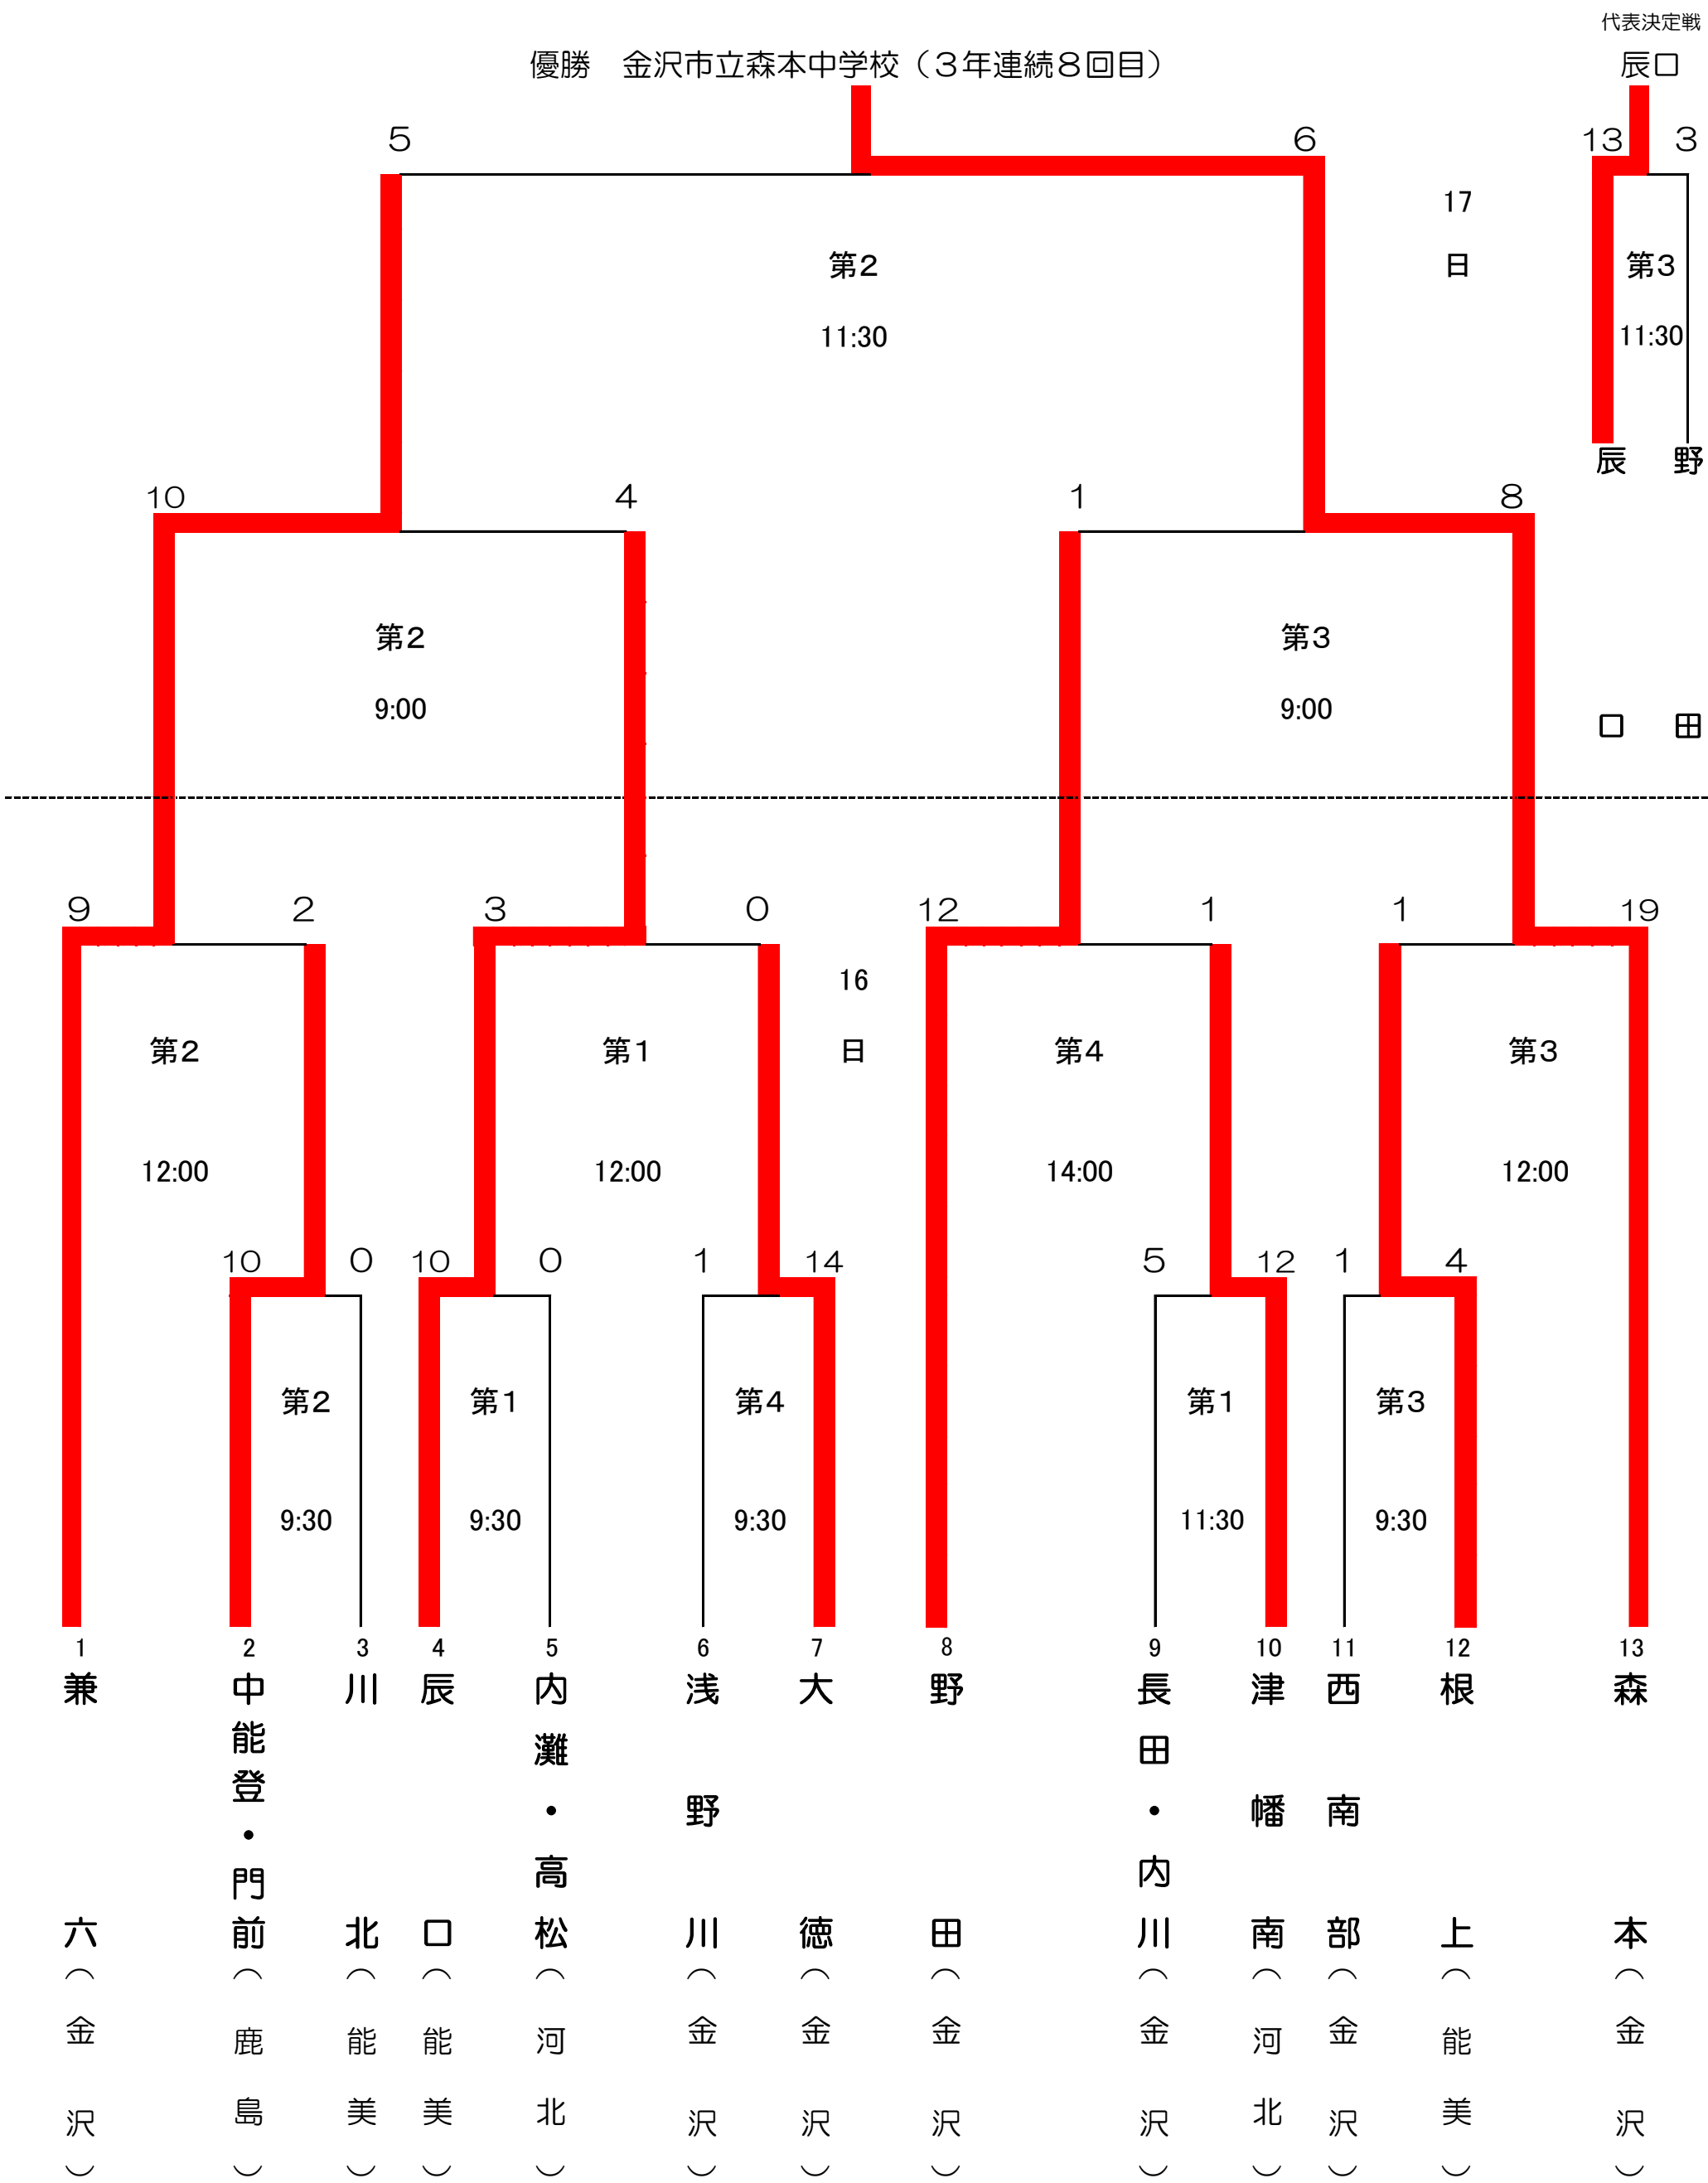 代表決定戦
優勝　金沢市立森本中学校（３年連続８回目）
辰口
5
6
13
3
17
日
第2
11:30
第3
11:30
辰口
野田
10
4
1
8
第2
9:00
第3
9:00
9
2
3
0
12
1
1
19
16
日
第2
12:00
第1
12:00
第4
14:00
第3
12:00
10
0
10
0
1
14
5
12
1
4
第2
9:30
第1
9:30
第4
9:30
第1
11:30
第3
9:30
1
兼六（金沢）
2
中能登・門前（鹿島）
3
川北（能美）
4
辰口（能美）
5
内灘・高松（河北）
6
浅野川（金沢）
7
大徳（金沢）
8
野田（金沢）
9
長田・内川（金沢）
10
津幡南（河北）
11
西南部（金沢）
12
根上（能美）
13
森本（金沢）